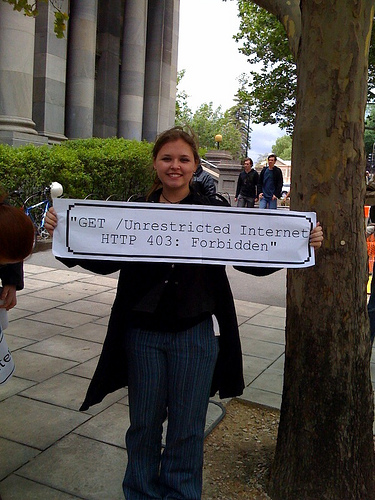 "GET /Unrestricted Internet
HTTP 403: Forbidden"